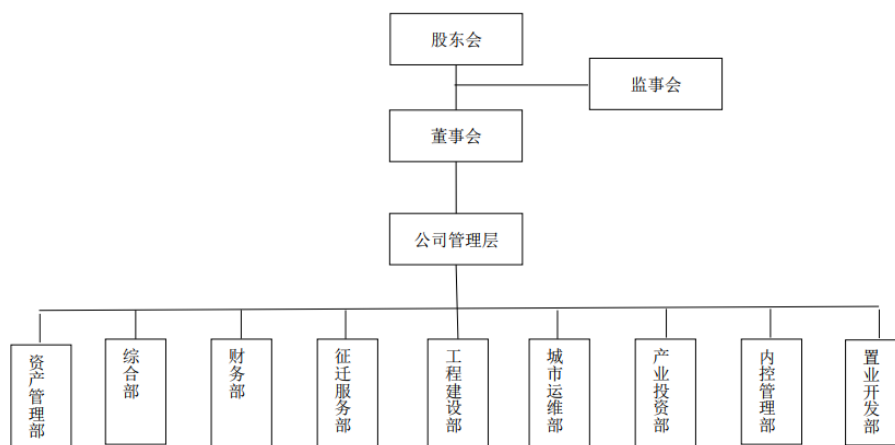 股东会
监事会
董事会
公司管理层
资产管理部
综合部
财务部
征迁服务部
工程建设部
城市运维部
产业投资部
内控管理部
置业开发部